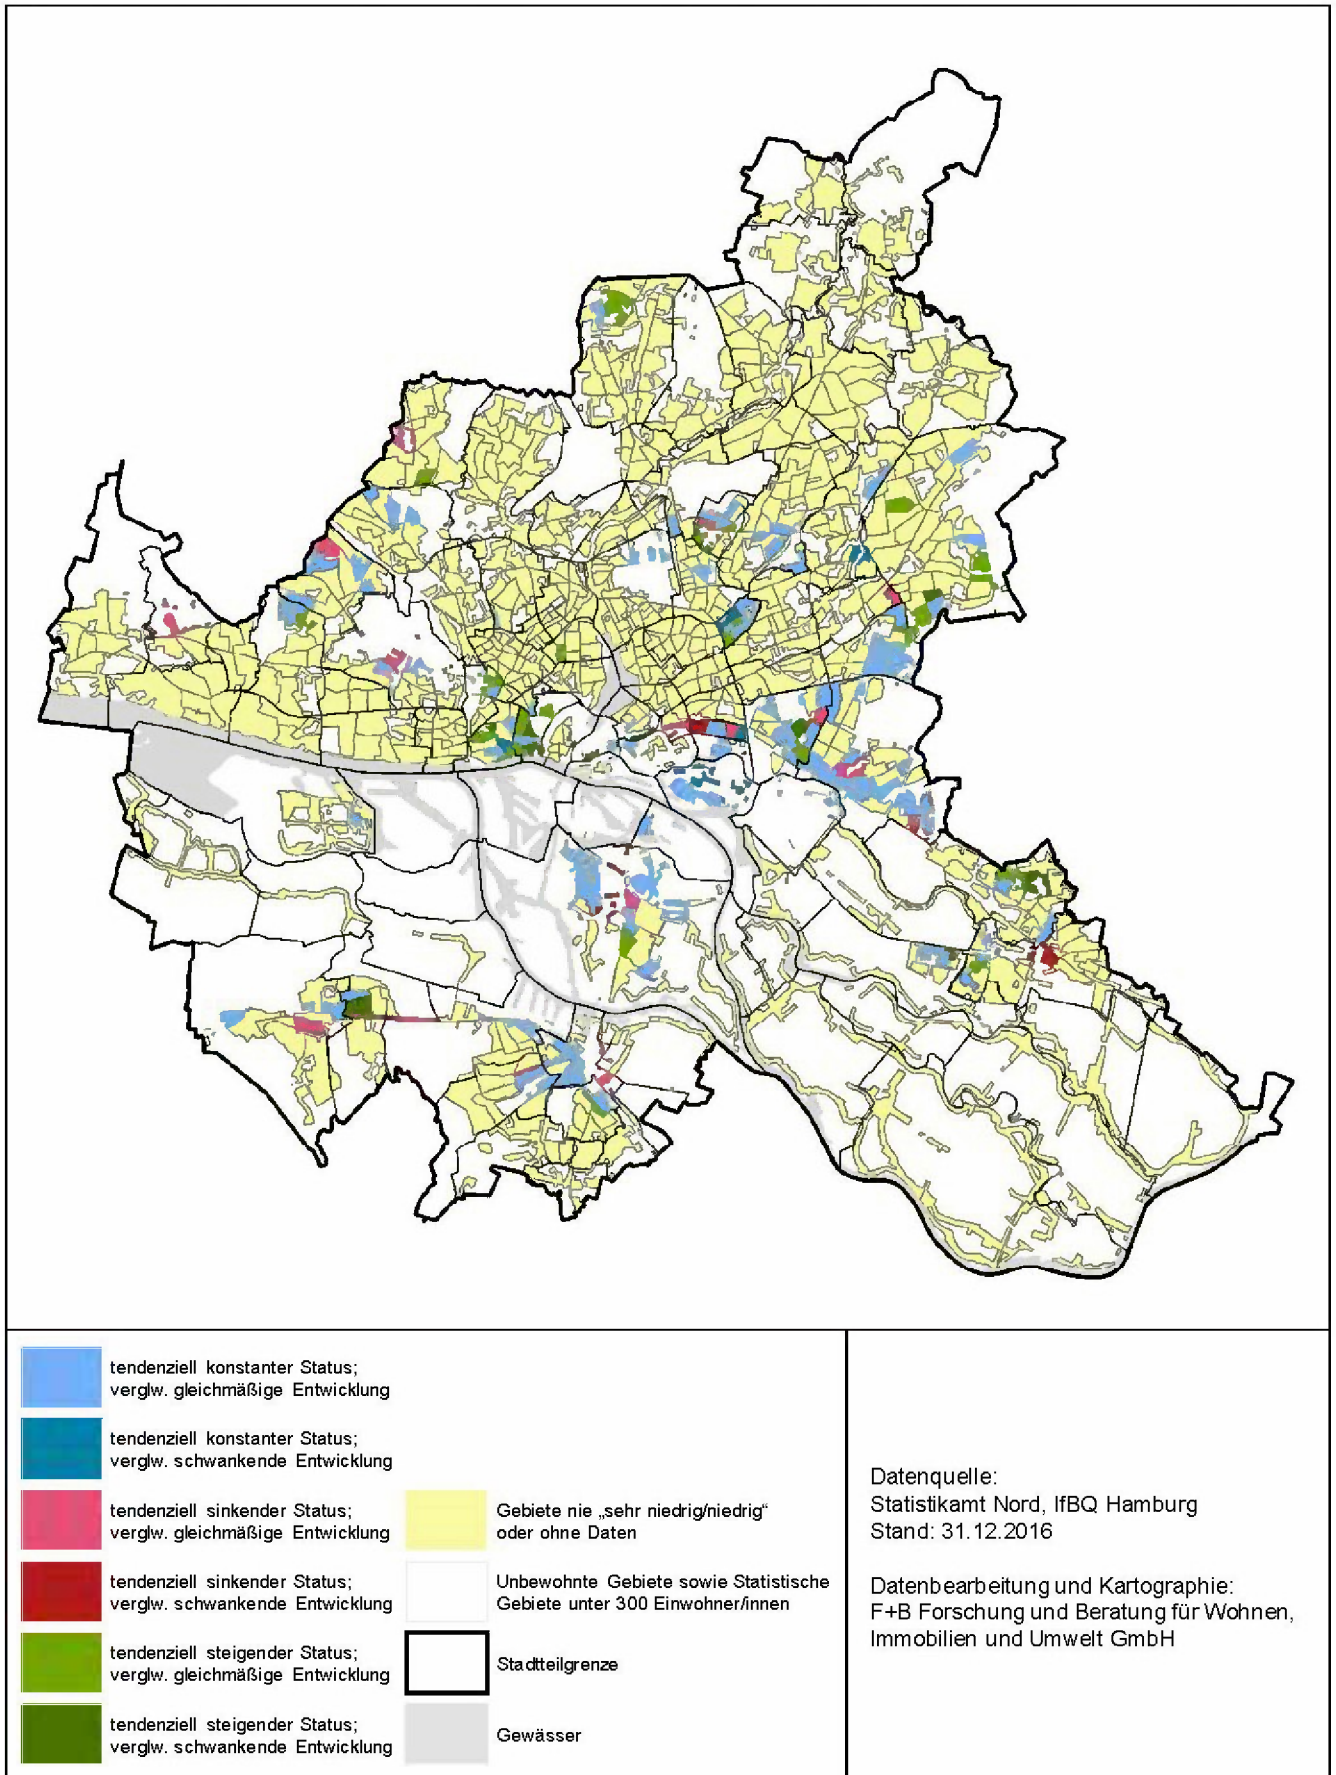 tendenziell konstanter Status;
verglw. gleichmäßige Entwicklung
tendenziell konstanter Status;
verglw. schwankende Entwicklung
tendenziell sinkender Status;
verglw. gleichmäßige Entwicklung
tendenziell sinkender Status;
verglw. schwankende Entwicklung
tendenziell steigender Status;
verglw. gleichmäßige Entwicklung
tendenziell steigender Status;
verglw. schwankende Entwicklung
Gebiete nie „sehr niedrig/niedrig“
oder ohne Daten
Unbewohnte Gebiete sowie Statistische
Gebiete unter 300 Einwohner/innen
Stadtteilgrenze
Gewässer
Datenquelle:
Statistikamt Nord, IfBQ Hamburg
Stand: 31.12.2016
Datenbearbeitung und Kartographie:
F+B Forschung und Beratung für Wohnen,
Immobilien und Umwelt GmbH